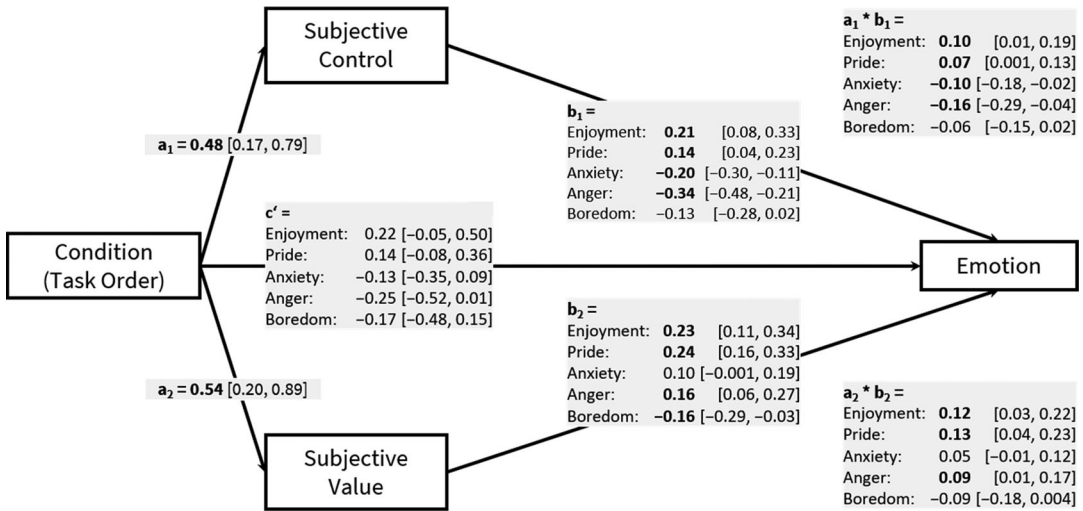 Subjective
Control
a₁ * b₁ =
Enjoyment: 0.10 [0.01, 0.19]
Pride: 0.07 [0.001, 0.13]
Anxiety: −0.10 [−0.18, −0.02]
Anger: −0.16 [−0.29, −0.04]
Boredom: −0.06 [−0.15, 0.02]
b₁ =
Enjoyment: 0.21 [0.08, 0.33]
Pride: 0.14 [0.04, 0.23]
Anxiety: −0.20 [−0.30, −0.11]
Anger: −0.34 [−0.48, −0.21]
Boredom: −0.13 [−0.28, 0.02]
a₁ = 0.48 [0.17, 0.79]
c‘ =
Enjoyment: 0.22 [−0.05, 0.50]
Pride: 0.14 [−0.08, 0.36]
Anxiety: −0.13 [−0.35, 0.09]
Anger: −0.25 [−0.52, 0.01]
Boredom: −0.17 [−0.48, 0.15]
Condition
(Task Order)
Emotion
b₂ =
Enjoyment: 0.23 [0.11, 0.34]
Pride: 0.24 [0.16, 0.33]
Anxiety: 0.10 [−0.001, 0.19]
Anger: 0.16 [0.06, 0.27]
Boredom: −0.16 [−0.29, −0.03]
a₂ = 0.54 [0.20, 0.89]
a₂ * b₂ =
Enjoyment: 0.12 [0.03, 0.22]
Pride: 0.13 [0.04, 0.23]
Anxiety: 0.05 [−0.01, 0.12]
Anger: 0.09 [0.01, 0.17]
Boredom: −0.09 [−0.18, 0.004]
Subjective
Value